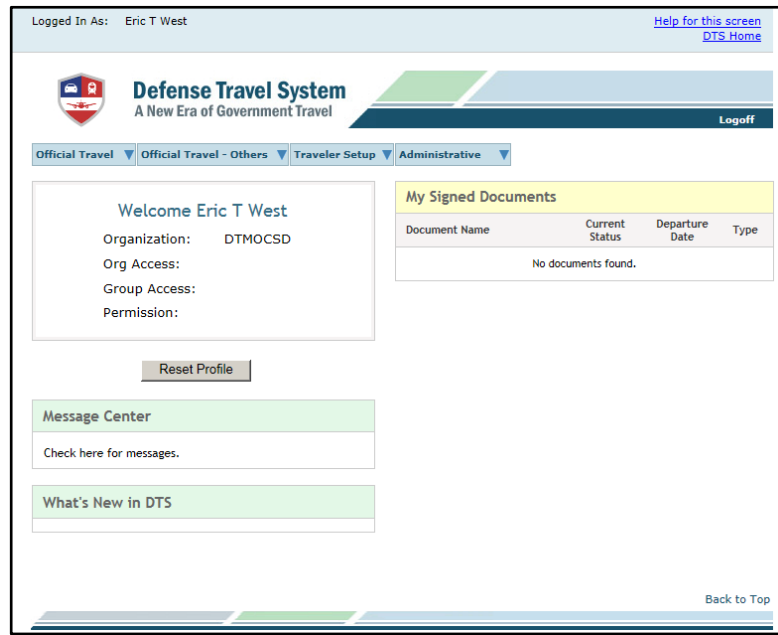 Logged In As: Eric T West
Help for this screen
DTS Home
Defense Travel System
A New Era of Government Travel
Logoff
Official Travel Official Travel - Others Traveler Setup Administrative
Welcome Eric T West
Organization: DTMOCSD
Org Access:
Group Access:
Permission:
Reset Profile
Message Center
Check here for messages.
What's New in DTS
My Signed Documents
Document Name Current Status Departure Date Type
No documents found.
Back to Top